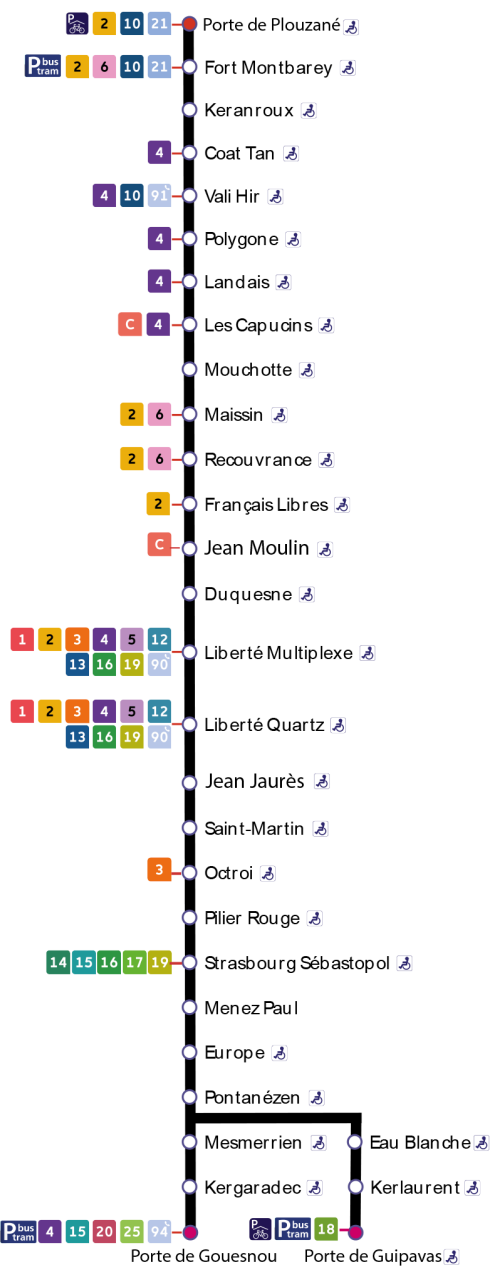 P 2 10 21 Porte de Plouzané
P bus tram 2 6 10 21 Fort Montbarey
Keranroux
4 Coat Tan
4 10 91 Vali Hir
4 Polygone
4 Landais
C 4 Les Capucins
Mouchotte
2 6 Maissin
2 6 Recouvrance
2 Français Libres
C Jean Moulin
Duquesne
1 2 3 4 5 12
13 16 19 90 Liberté Multiplexe
1 2 3 4 5 12
13 16 19 90 Liberté Quartz
Jean Jaurès
Saint-Martin
3 Octroi
Pilier Rouge
14 15 16 17 19 Strasbourg Sébastopol
Menez Paul
Europe
Pontanézen
Mesmerrien Eau Blanche
Kergaradec Kerlaurent
P bus tram 4 15 20 25 94 P P bus tram 18
Porte de Gouesnou Porte de Guipavas